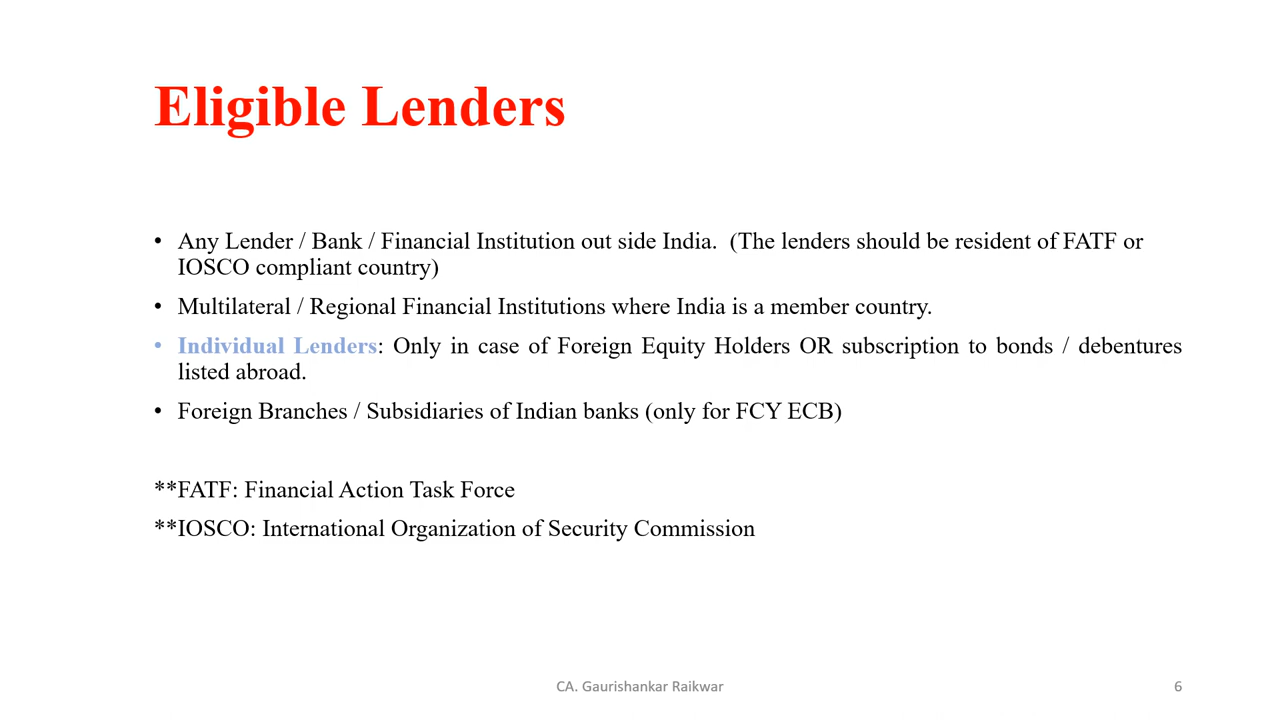 Eligible Lenders
• Any Lender / Bank / Financial Institution out side India.  (The lenders should be resident of FATF or
IOSCO compliant country)
• Multilateral / Regional Financial Institutions where India is a member country.
• Individual Lenders: Only in case of Foreign Equity Holders OR subscription to bonds / debentures
listed abroad.
• Foreign Branches / Subsidiaries of Indian banks (only for FCY ECB)
**FATF: Financial Action Task Force
**IOSCO: International Organization of Security Commission
CA. Gaurishankar Raikwar
6